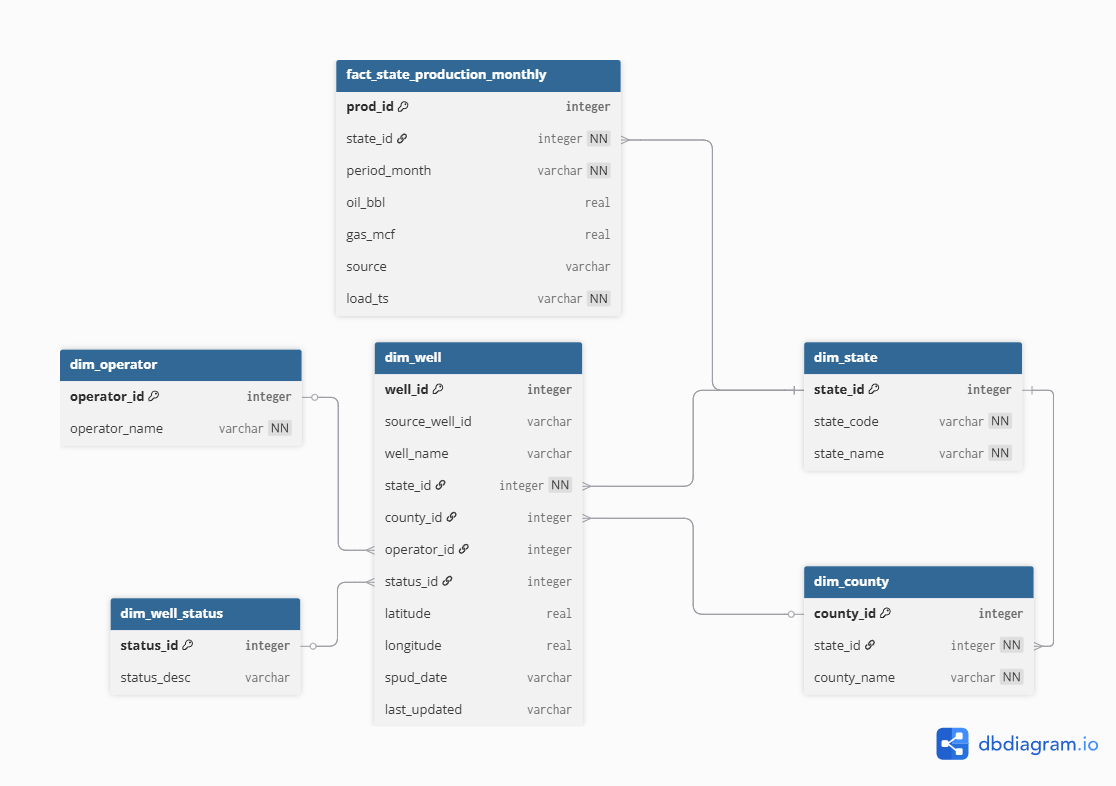 fact_state_production_monthly
prod_id integer
state_id integer NN
period_month varchar NN
oil_bbl real
gas_mcf real
source varchar
load_ts varchar NN
dim_operator
operator_id integer
operator_name varchar NN
dim_well
well_id integer
source_well_id varchar
well_name varchar
state_id integer NN
county_id integer
operator_id integer
status_id integer
latitude real
longitude real
spud_date varchar
last_updated varchar
dim_state
state_id integer
state_code varchar NN
state_name varchar NN
dim_well_status
status_id integer
status_desc varchar
dim_county
county_id integer
state_id integer NN
county_name varchar NN
dbdiagram.io